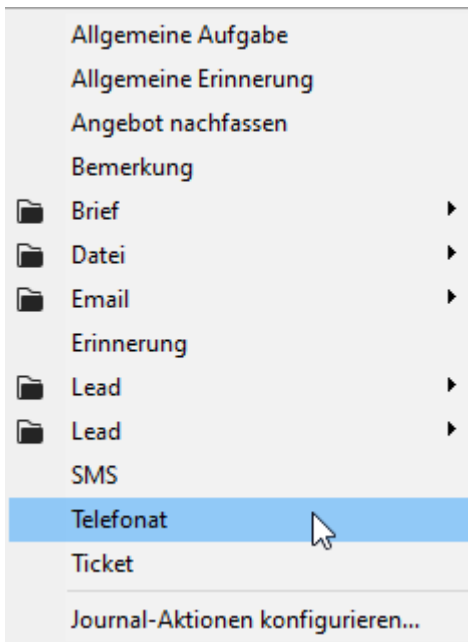 Allgemeine Aufgabe
Allgemeine Erinnerung
Angebot nachfassen
Bemerkung
Brief
Datei
Email
Erinnerung
Lead
Lead
SMS
Telefonat
Ticket
Journal-Aktionen konfigurieren...